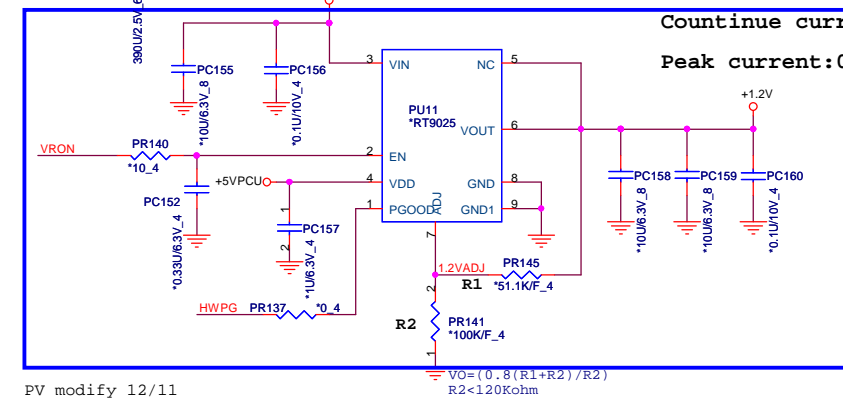 390U/2.5V_6
Countinue curr
Peak current:0
3
VIN
NC
5
PC155
*10U/6.3V_8
PC156
*0.1U/10V_4
PU11
*RT9025
+1.2V
VOUT
6
VRON
PR140
*10_4
2
EN
+5VPCU
4
VDD
GND
8
PC158
*10U/6.3V_8
PC159
*10U/6.3V_8
PC160
*0.1U/10V_4
PC152
*0.33U/6.3V_4
1
PC157
2
*1U/6.3V_4
1
PGOOD
ADJ
GND1
9
7
1.2VADJ
PR145
R1
*51.1K/F_4
HWPG
PR137
*0_4
2
R2
PR141
*100K/F_4
1
VO=(0.8(R1+R2)/R2)
R2<120Kohm
PV modify 12/11